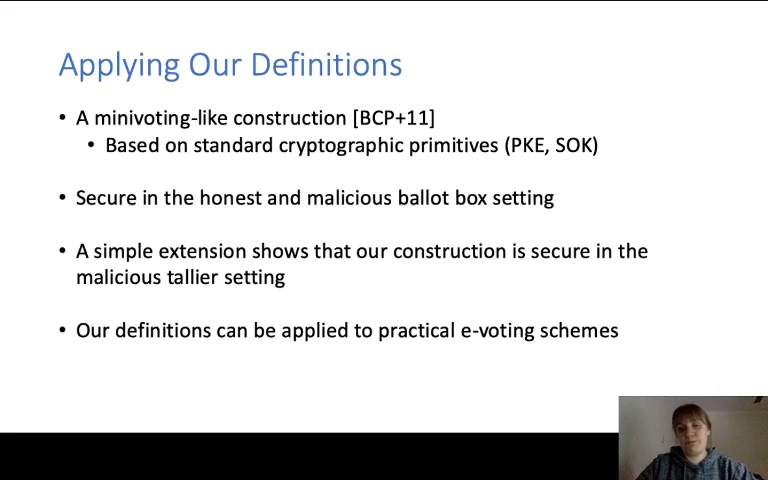 Applying Our Definitions
• A minivoting-like construction [BCP+11]
• Based on standard cryptographic primitives (PKE, SOK)
• Secure in the honest and malicious ballot box setting
• A simple extension shows that our construction is secure in the
malicious tallier setting
• Our definitions can be applied to practical e-voting schemes